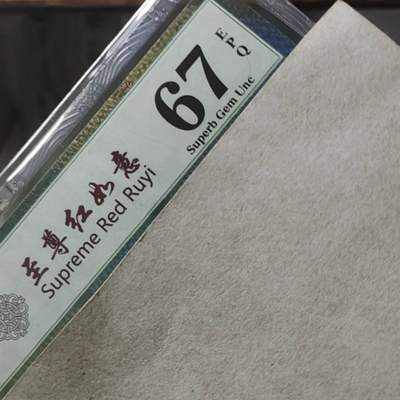 至尊红如意
Supreme Red Ruyi
67
EPQ
Superb Gem Unc